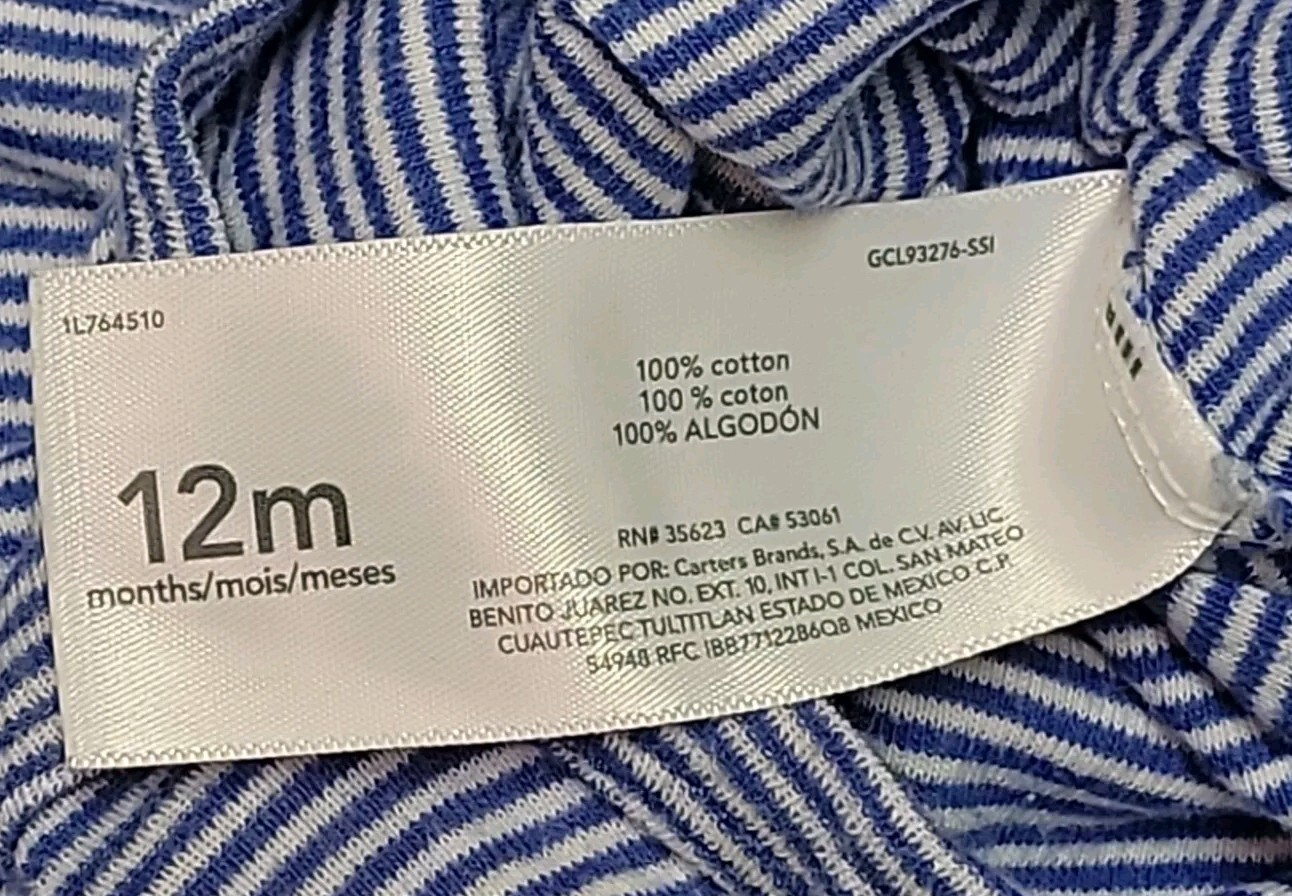 GCL93276-SSI
1L764510
100% cotton
100 % coton
100% ALGODÓN
12m
months/mois/meses
RN# 35623 CA# 53061
IMPORTADO POR: Carters Brands, S.A. de C.V. AV. LIC.
BENITO JUAREZ NO. EXT. 10, INT I-1 COL. SAN MATEO
CUAUTEPEC TULTITLAN ESTADO DE MEXICO C.P.
54948 RFC IBB7712286Q8 MEXICO